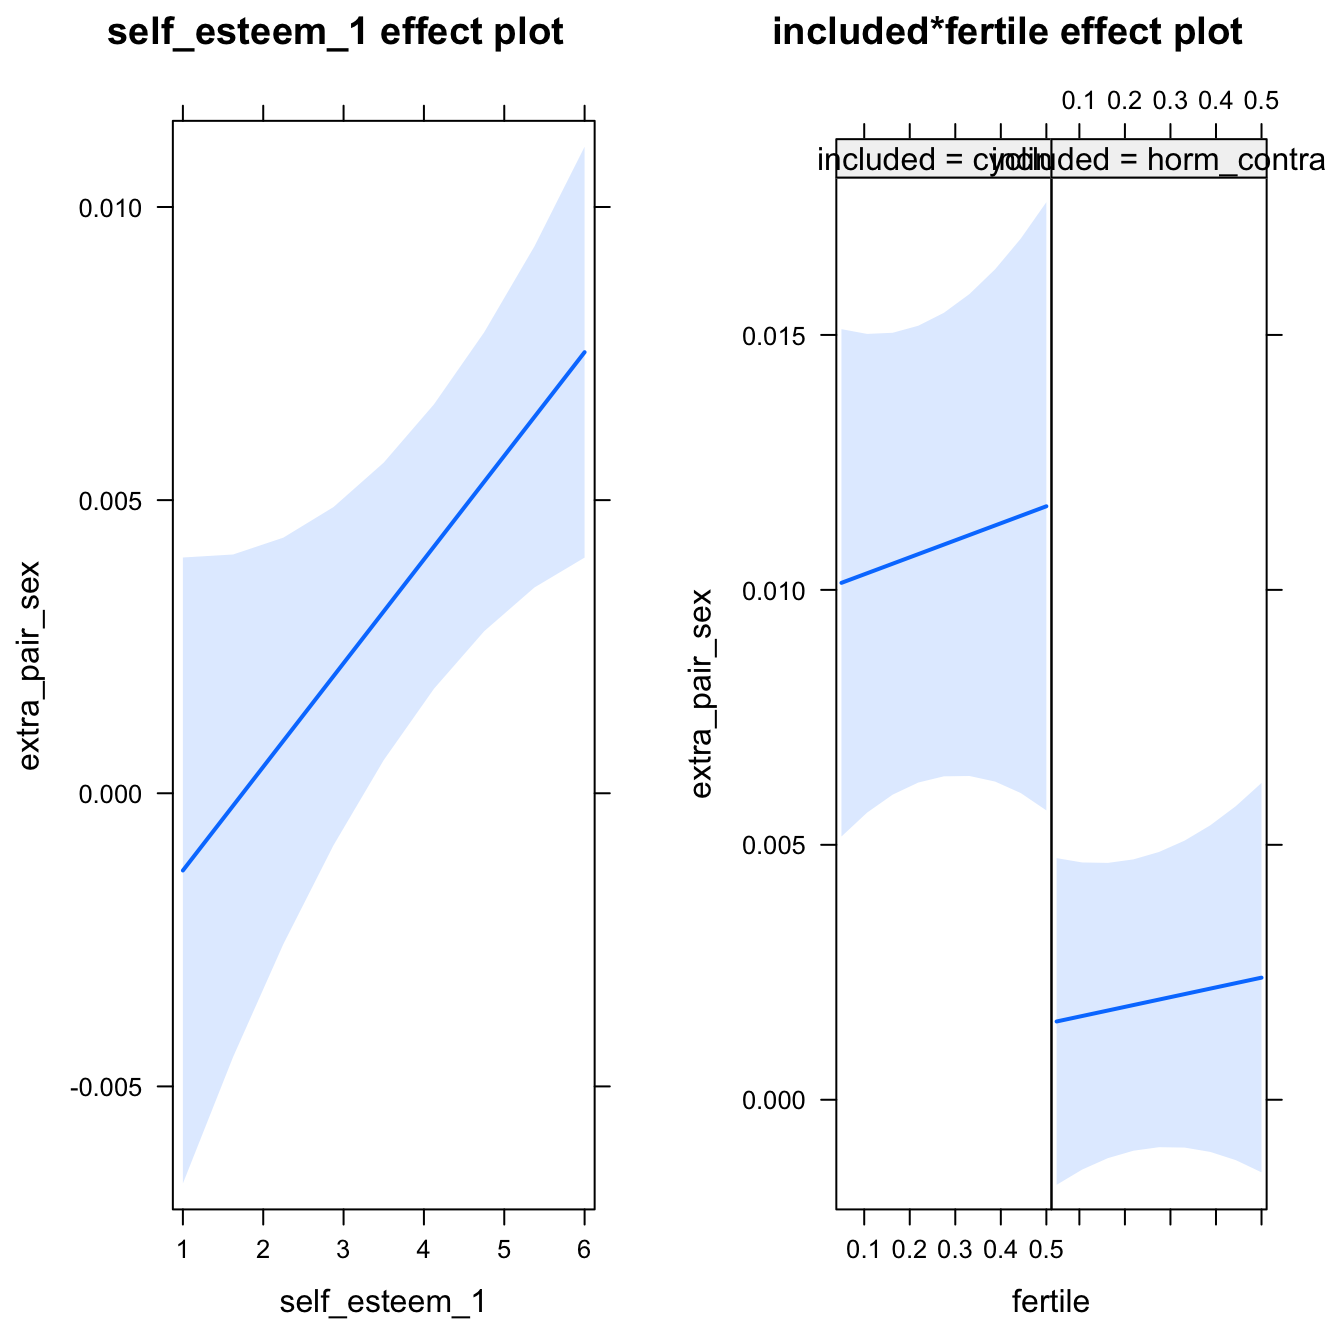 self_esteem_1 effect plot
0.010
0.005
0.000
-0.005
extra_pair_sex
1 2 3 4 5 6
self_esteem_1
included*fertile effect plot
0.1 0.2 0.3 0.4 0.5
included =
included = horm_contra
0.015
0.010
0.005
0.000
extra_pair_sex
0.1 0.2 0.3 0.4 0.5
fertile